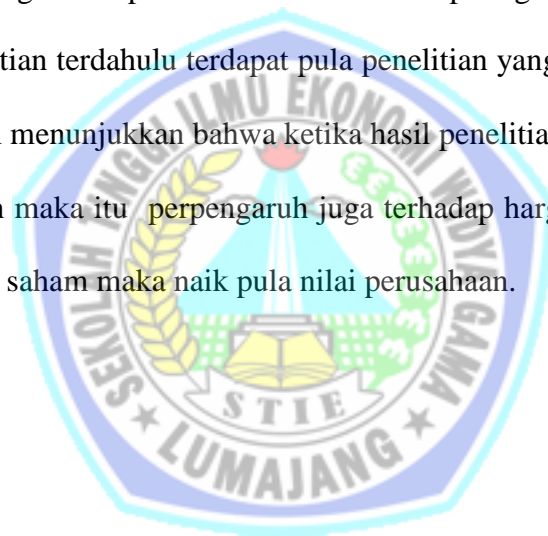 tian terdahulu terdapat pula penelitian yang
menunjukkan bahwa ketika hasil penelitia
maka itu perpengaruh juga terhadap harg
saham maka naik pula nilai perusahaan.
SEKOLAH TINGGI ILMU EKONOMI WIDYA GAMA
STIE
LUMAJANG